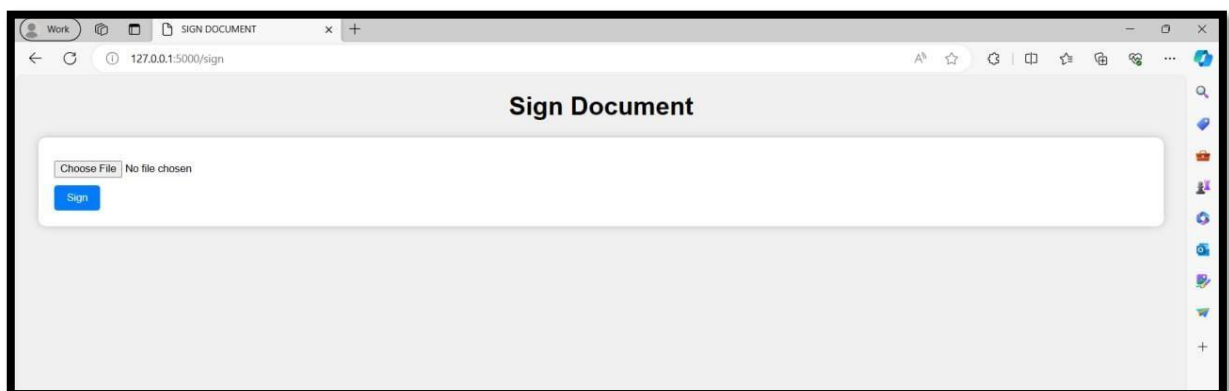 Work
SIGN DOCUMENT
127.0.0.1:5000/sign
Sign Document
Choose File No file chosen
Sign